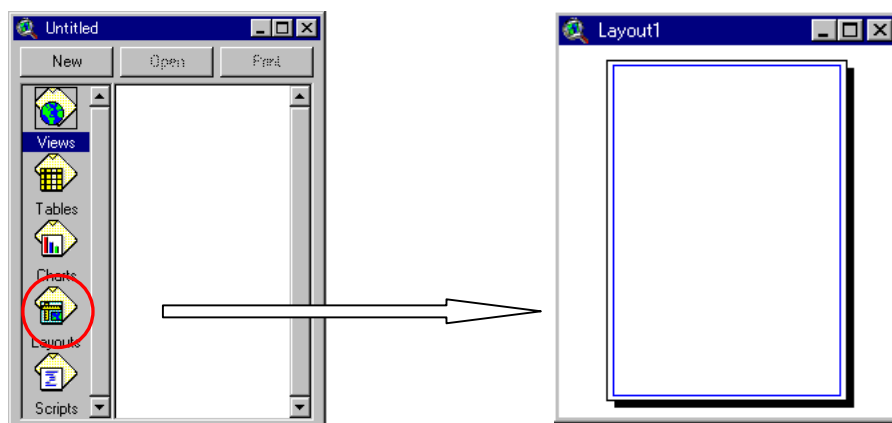 Untitled
New Open Print
Views
Tables
Charts
Layouts
Scripts
Layout1